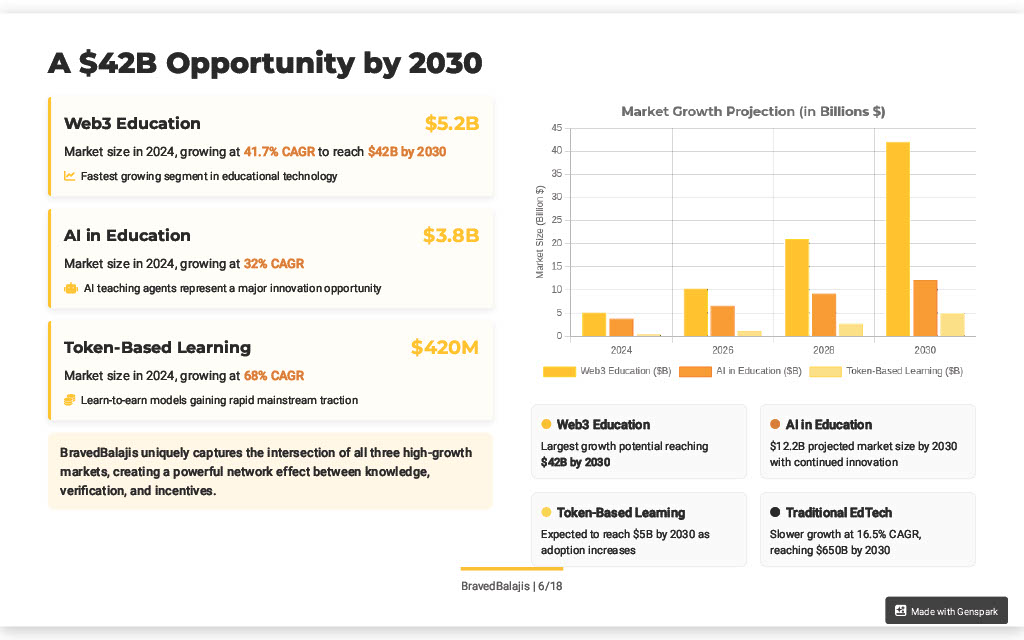 A $42B Opportunity by 2030
Web3 Education
$5.2B
Market size in 2024, growing at 41.7% CAGR to reach $42B by 2030
Fastest growing segment in educational technology
AI in Education
$3.8B
Market size in 2024, growing at 32% CAGR
AI teaching agents represent a major innovation opportunity
Token-Based Learning
$420M
Market size in 2024, growing at 68% CAGR
Learn-to-earn models gaining rapid mainstream traction
BravedBalajis uniquely captures the intersection of all three high-growth
markets, creating a powerful network effect between knowledge,
verification, and incentives.
Market Growth Projection (in Billions $)
Market Size (Billion $)
45
40
35
30
25
20
15
10
5
0
2024
2026
2028
2030
Web3 Education ($B)
AI in Education ($B)
Token-Based Learning ($B)
Web3 Education
Largest growth potential reaching
$42B by 2030
AI in Education
$12.2B projected market size by 2030
with continued innovation
Token-Based Learning
Expected to reach $5B by 2030 as
adoption increases
Traditional EdTech
Slower growth at 16.5% CAGR,
reaching $650B by 2030
BravedBalajis | 6/18
Made with Genspark